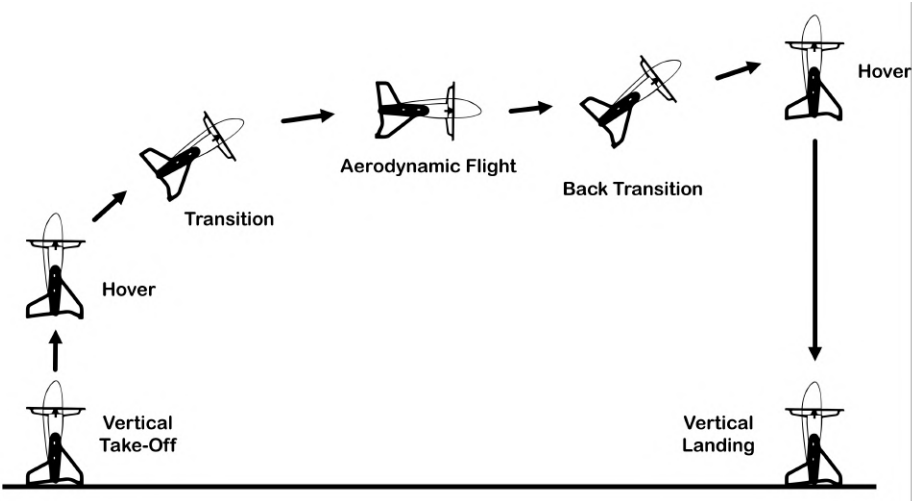 Hover
Aerodynamic Flight
Back Transition
Transition
Hover
Vertical
Take-Off
Vertical
Landing